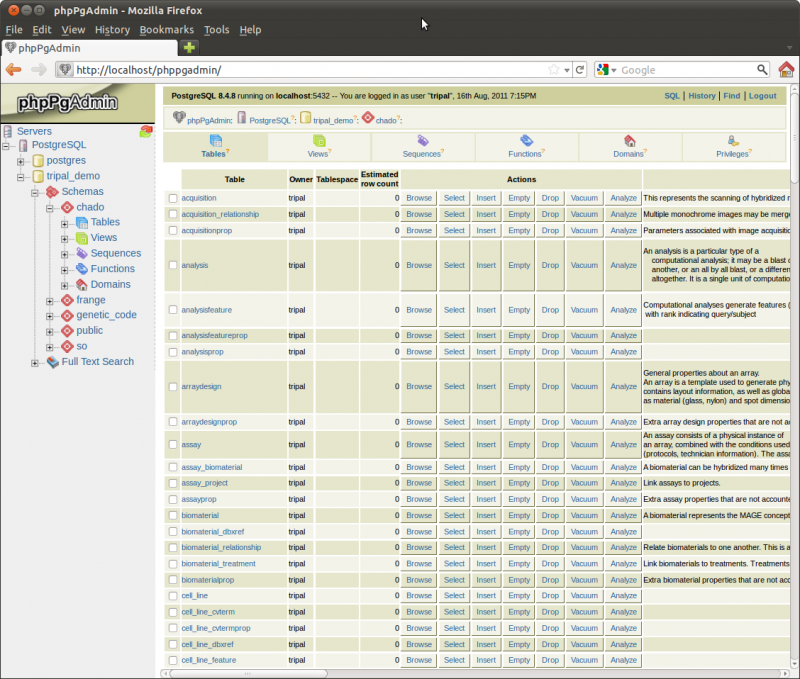 phpPgAdmin - Mozilla Firefox
File Edit View History Bookmarks Tools Help
phpPgAdmin
http://localhost/phppgadmin/
Google
phpPgAdmin
PostgreSQL 8.4.8 running on localhost:5432 -- You are logged in as user "tripal", 16th Aug, 2011 7:15PM
SQL | History | Find | Logout
phpPgAdmin: PostgreSQL?: tripal_demo?: chado?:
Servers
PostgreSQL
postgres
tripal_demo
Schemas
chado
Tables
Views
Sequences
Functions
Domains
frange
genetic_code
public
so
Full Text Search
Tables? Views? Sequences? Functions? Domains? Privileges?
Table Owner Tablespace Estimated row count Actions
acquisition tripal 0 Browse Select Insert Empty Drop Vacuum Analyze This represents the scanning of hybridized
acquisition_relationship tripal 0 Browse Select Insert Empty Drop Vacuum Analyze Multiple monochrome images may be merge
acquisitionprop tripal 0 Browse Select Insert Empty Drop Vacuum Analyze Parameters associated with image acquisitio
analysis tripal 0 Browse Select Insert Empty Drop Vacuum Analyze An analysis is a particular type of a
computational analysis; it may be a blast
another, or an all by all blast, or a differen
altogether. It is a single unit of computatio
analysisfeature tripal 0 Browse Select Insert Empty Drop Vacuum Analyze Computational analyses generate features (
with rank indicating query/subject
analysisfeatureprop tripal 0 Browse Select Insert Empty Drop Vacuum Analyze
analysisprop tripal 0 Browse Select Insert Empty Drop Vacuum Analyze
arraydesign tripal 0 Browse Select Insert Empty Drop Vacuum Analyze General properties about an array.
An array is a template used to generate phy
contains layout information, as well as globa
as material (glass, nylon) and spot dimensio
arraydesignprop tripal 0 Browse Select Insert Empty Drop Vacuum Analyze Extra array design properties that are not a
assay tripal 0 Browse Select Insert Empty Drop Vacuum Analyze An assay consists of a physical instance of
an array, combined with the conditions used
(protocols, technician information). The assa
assay_biomaterial tripal 0 Browse Select Insert Empty Drop Vacuum Analyze A biomaterial can be hybridized many times
assay_project tripal 0 Browse Select Insert Empty Drop Vacuum Analyze Link assays to projects.
assayprop tripal 0 Browse Select Insert Empty Drop Vacuum Analyze Extra assay properties that are not accounte
biomaterial tripal 0 Browse Select Insert Empty Drop Vacuum Analyze A biomaterial represents the MAGE concept
biomaterial_dbxref tripal 0 Browse Select Insert Empty Drop Vacuum Analyze
biomaterial_relationship tripal 0 Browse Select Insert Empty Drop Vacuum Analyze Relate biomaterials to one another. This is a
biomaterial_treatment tripal 0 Browse Select Insert Empty Drop Vacuum Analyze Link biomaterials to treatments. Treatments
biomaterialprop tripal 0 Browse Select Insert Empty Drop Vacuum Analyze Extra biomaterial properties that are not acc
cell_line tripal 0 Browse Select Insert Empty Drop Vacuum Analyze
cell_line_cvterm tripal 0 Browse Select Insert Empty Drop Vacuum Analyze
cell_line_cvtermprop tripal 0 Browse Select Insert Empty Drop Vacuum Analyze
cell_line_dbxref tripal 0 Browse Select Insert Empty Drop Vacuum Analyze
cell_line_feature tripal 0 Browse Select Insert Empty Drop Vacuum Analyze